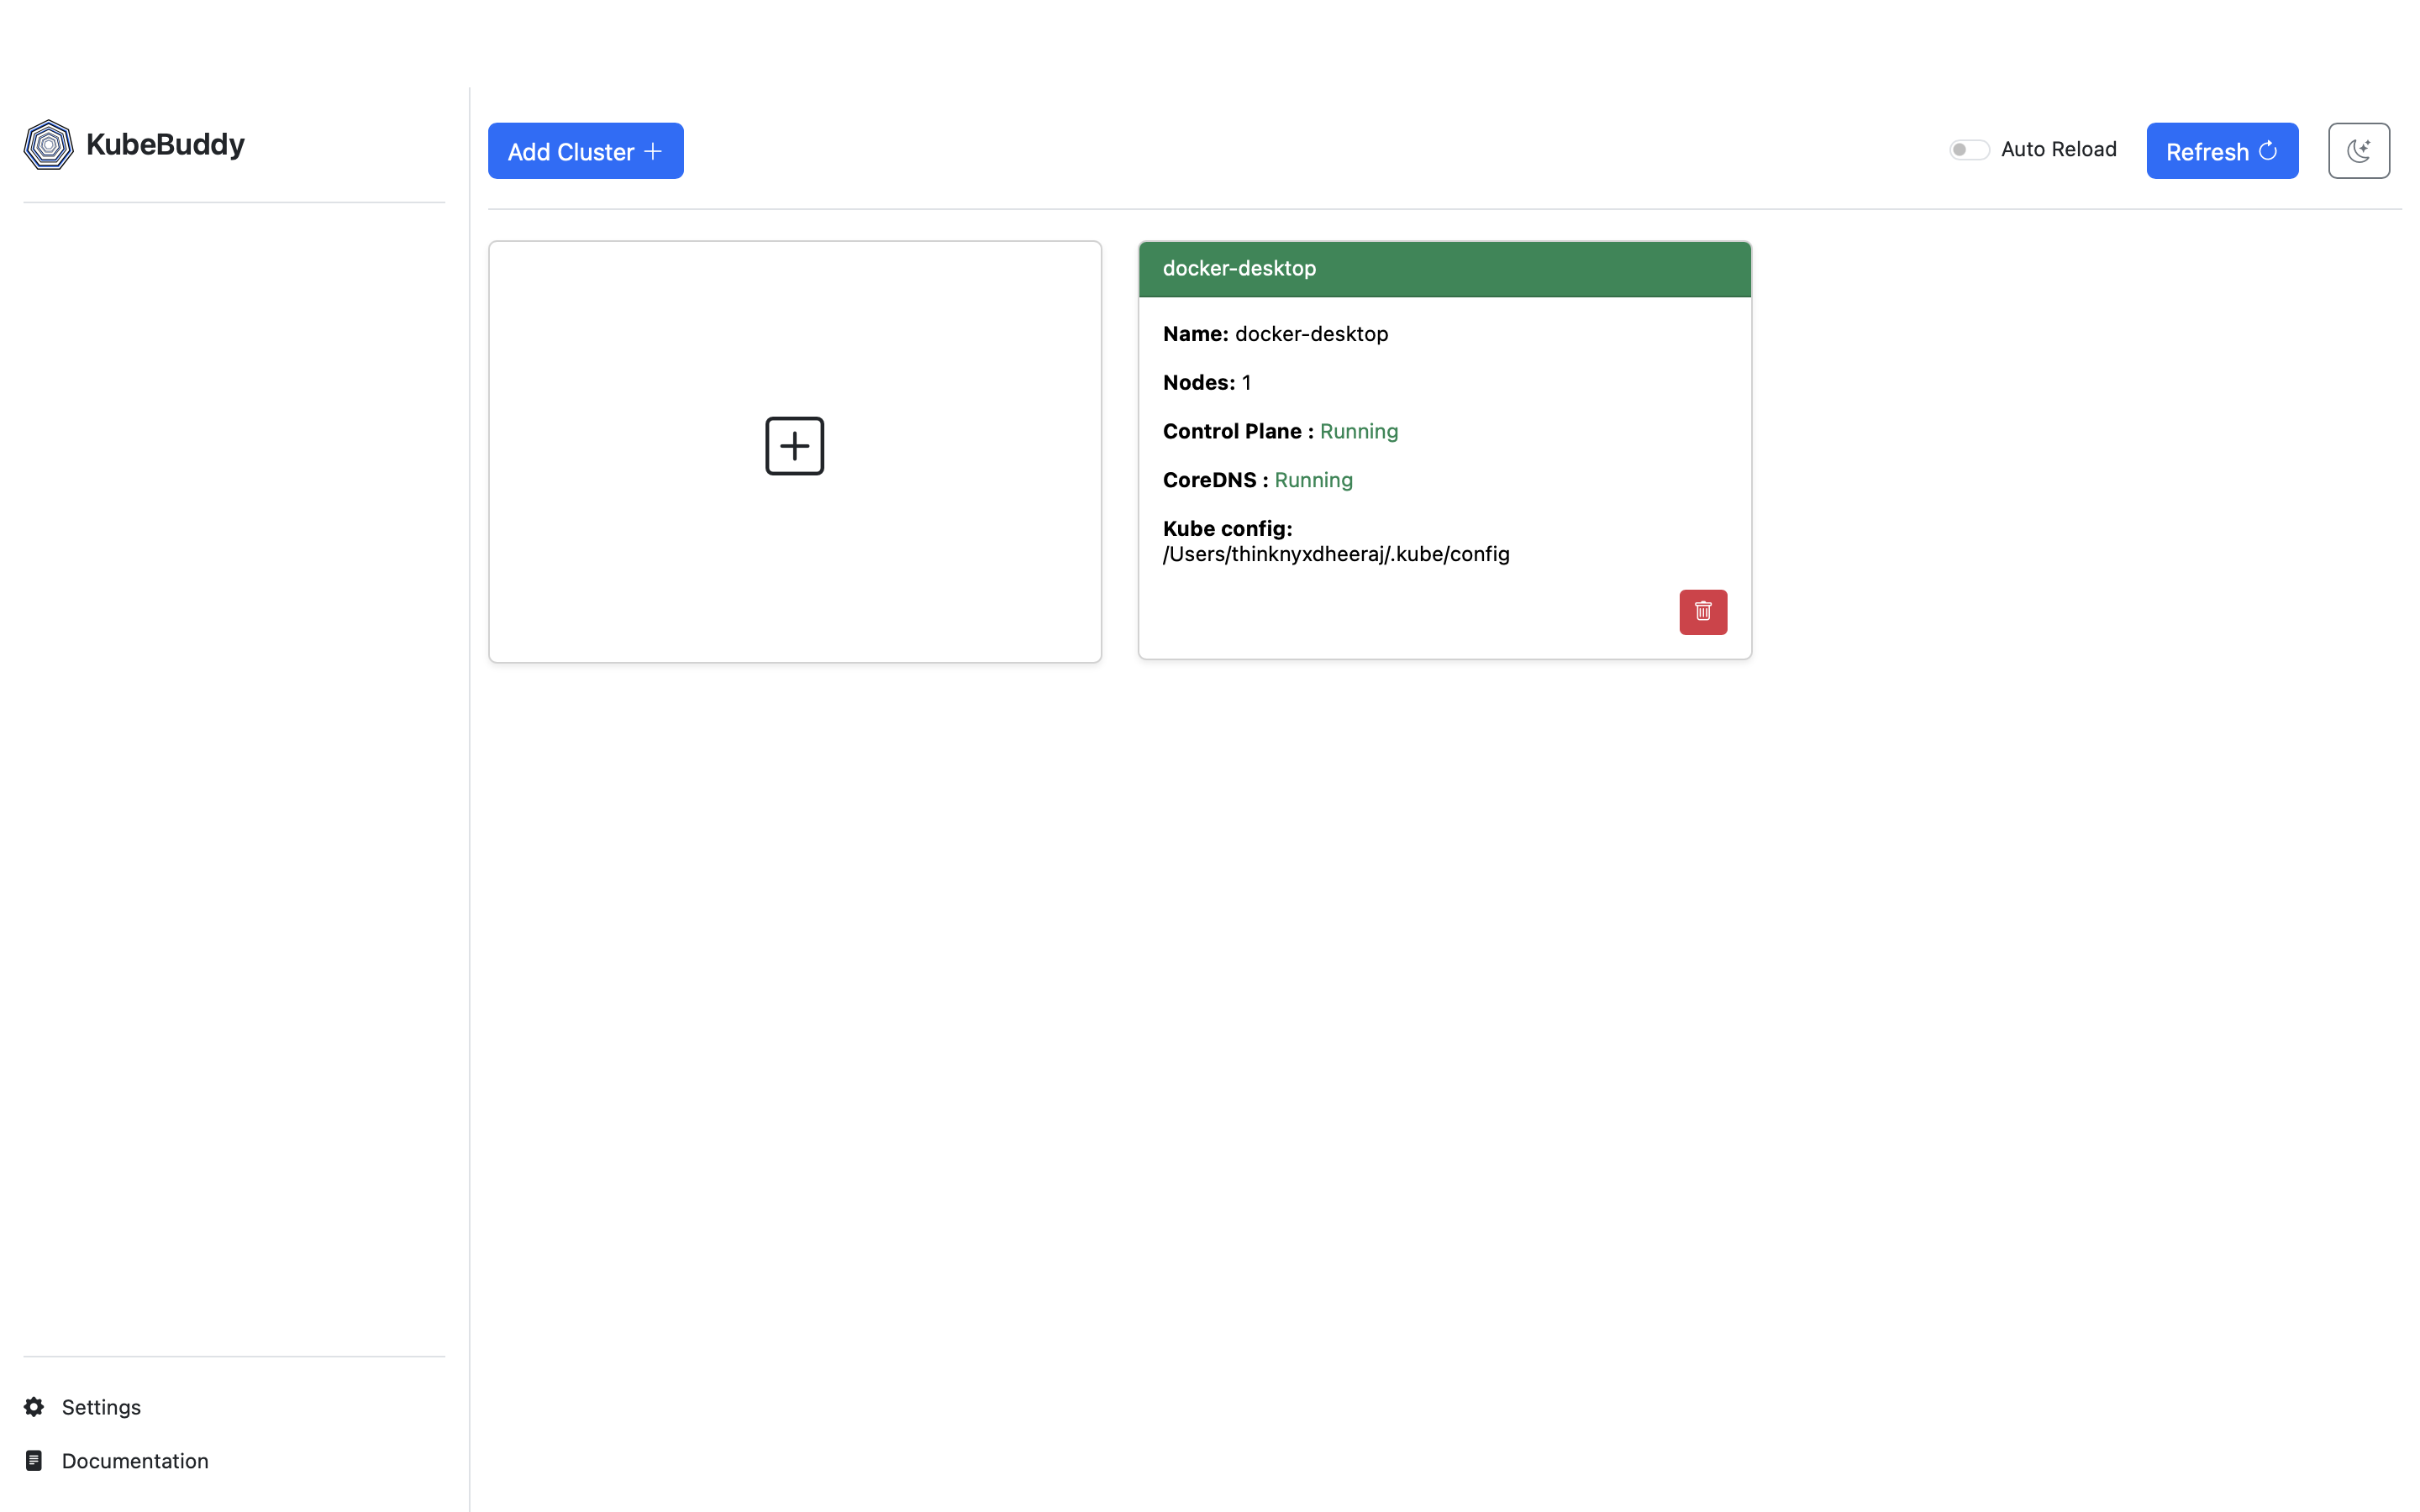 KubeBuddy
Add Cluster
Auto Reload
Refresh
docker-desktop
Name: docker-desktop
Nodes: 1
Control Plane : Running
CoreDNS : Running
Kube config:
/Users/thinknyxdheeraj/.kube/config
Settings
Documentation